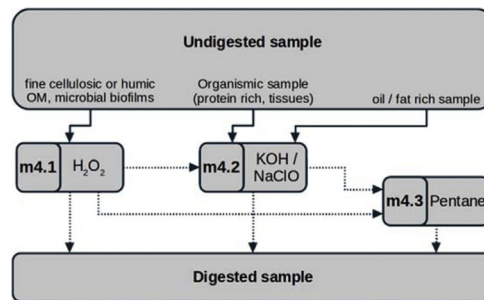 Undigested sample
fine cellulosic or humic
OM, microbial biofilms
Organismic sample
(protein rich, tissues)
oil / fat rich sample
m4.1 H₂O₂
m4.2 KOH /
NaClO
m4.3 Pentane
Digested sample